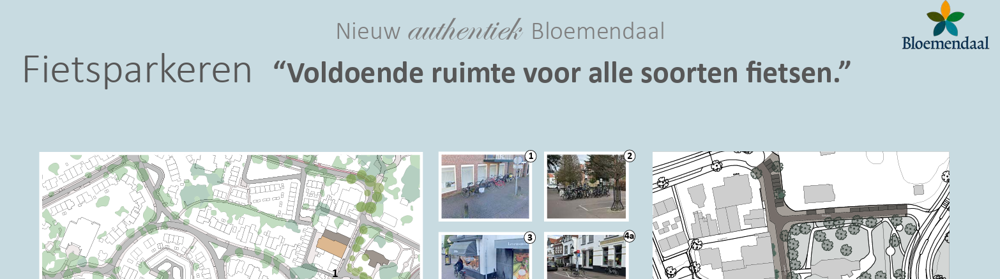 Nieuw authentiek Bloemendaal
Bloemendaal
Fietsparkeren "Voldoende ruimte voor alle soorten fietsen."
1
2
3
4a
1